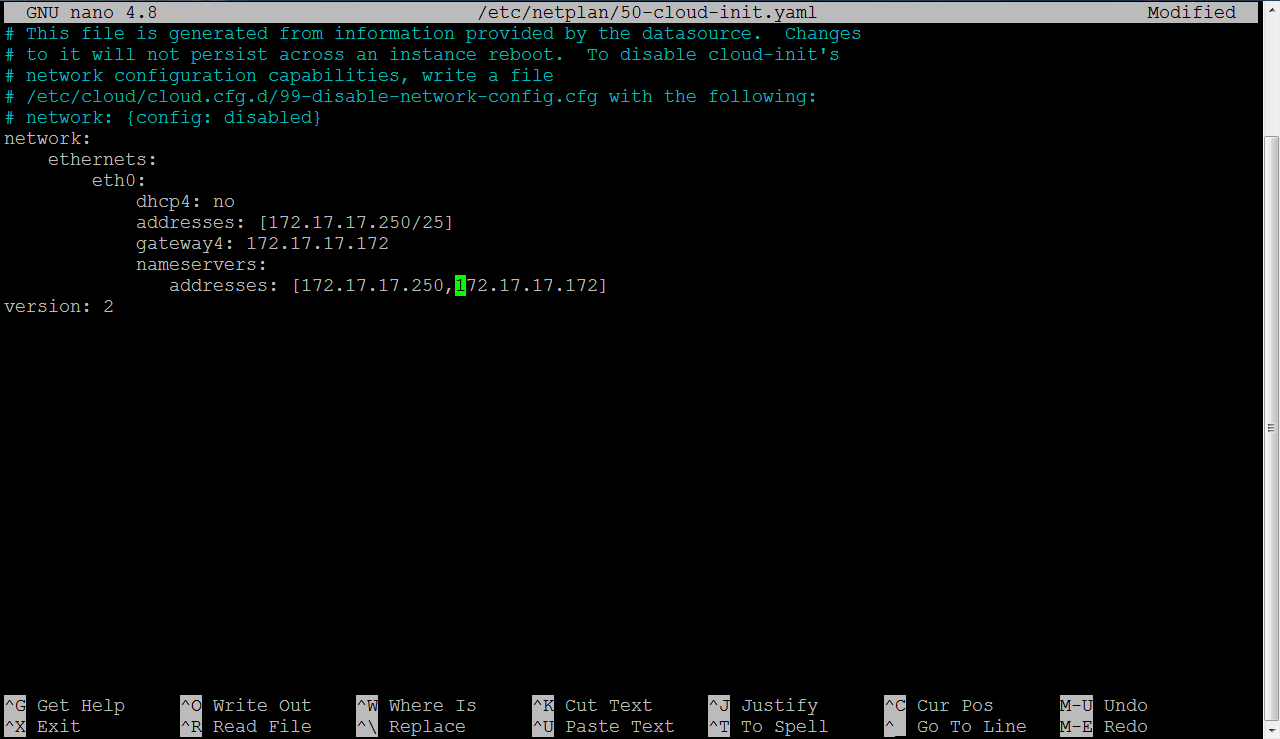 GNU nano 4.8 /etc/netplan/50-cloud-init.yaml Modified
# This file is generated from information provided by the datasource.  Changes
# to it will not persist across an instance reboot.  To disable cloud-init's
# network configuration capabilities, write a file
# /etc/cloud/cloud.cfg.d/99-disable-network-config.cfg with the following:
# network: {config: disabled}
network:
    ethernets:
        eth0:
            dhcp4: no
            addresses: [172.17.17.250/25]
            gateway4: 172.17.17.172
            nameservers:
               addresses: [172.17.17.250,172.17.17.172]
version: 2
^G Get Help ^O Write Out ^W Where Is ^K Cut Text ^J Justify ^C Cur Pos M-U Undo
^X Exit ^R Read File ^\ Replace ^U Paste Text ^T To Spell ^_ Go To Line M-E Redo